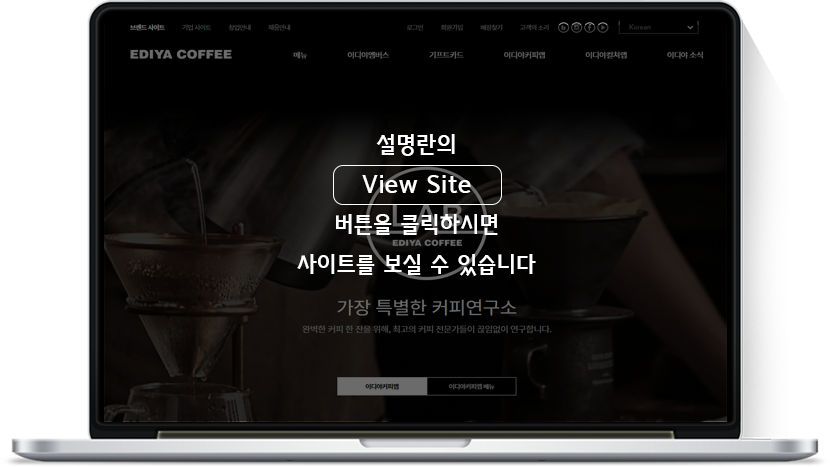 브랜드 사이트 기업 사이트 창업안내 채용안내 로그인 회원가입 매장찾기 고객의 소리 Korean
EDIYA COFFEE 메뉴 이디야멤버스 기프트카드 이디야커피랩 이디야컬쳐랩 이디야 소식
설명란의
View Site
LAB
버튼을 클릭하시면
EDIYA COFFEE
사이트를 보실 수 있습니다
가장 특별한 커피연구소
완벽한 커피 한 잔을 위해, 최고의 커피 전문가들이 끊임없이 연구합니다.
이디야커피랩 이디야커피랩 메뉴